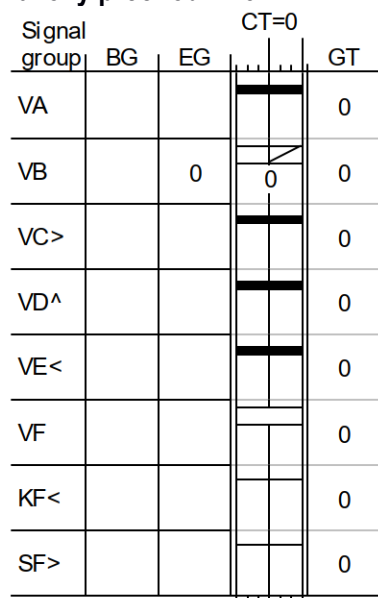 CT=0
Signal
group BG EG GT
VA 0
VB 0 0 0
VC> 0
VD^ 0
VE< 0
VF 0
KF< 0
SF> 0